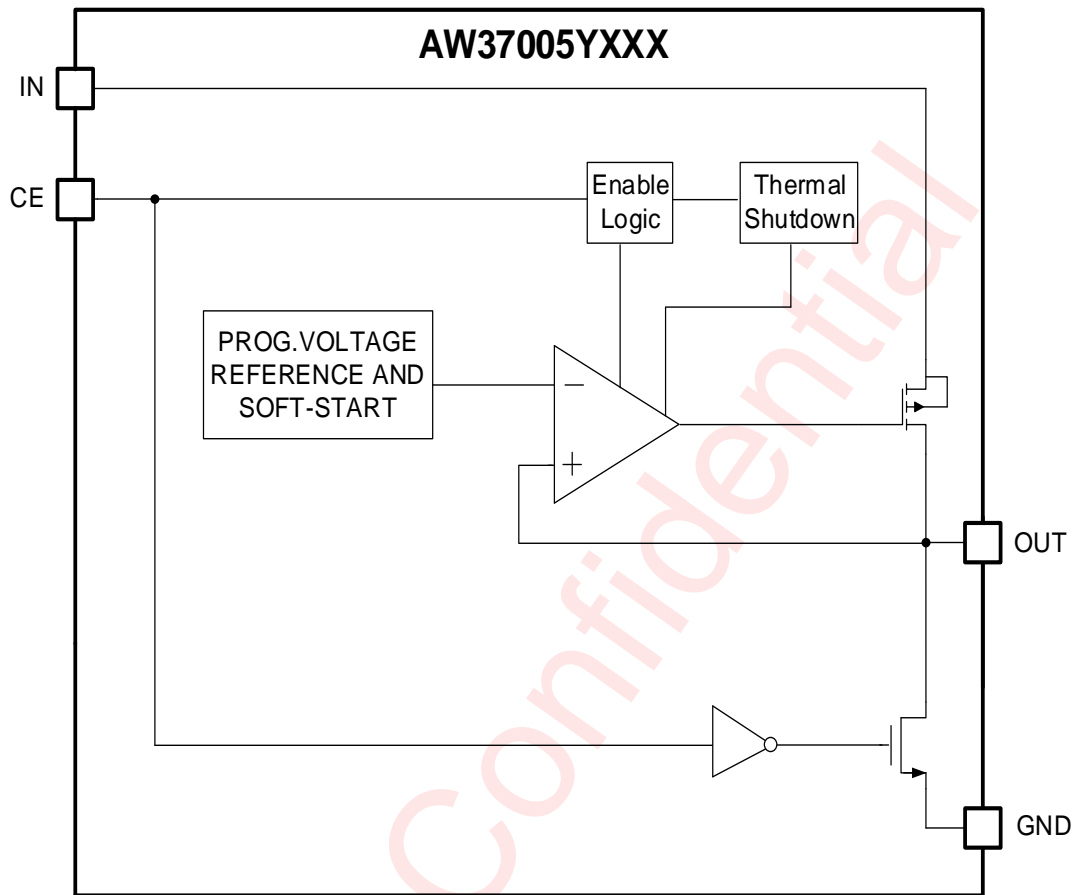 AW37005YXXX
IN
CE
Enable
Logic
Thermal
Shutdown
PROG.VOLTAGE
REFERENCE AND
SOFT-START
−
+
OUT
GND
Confidential